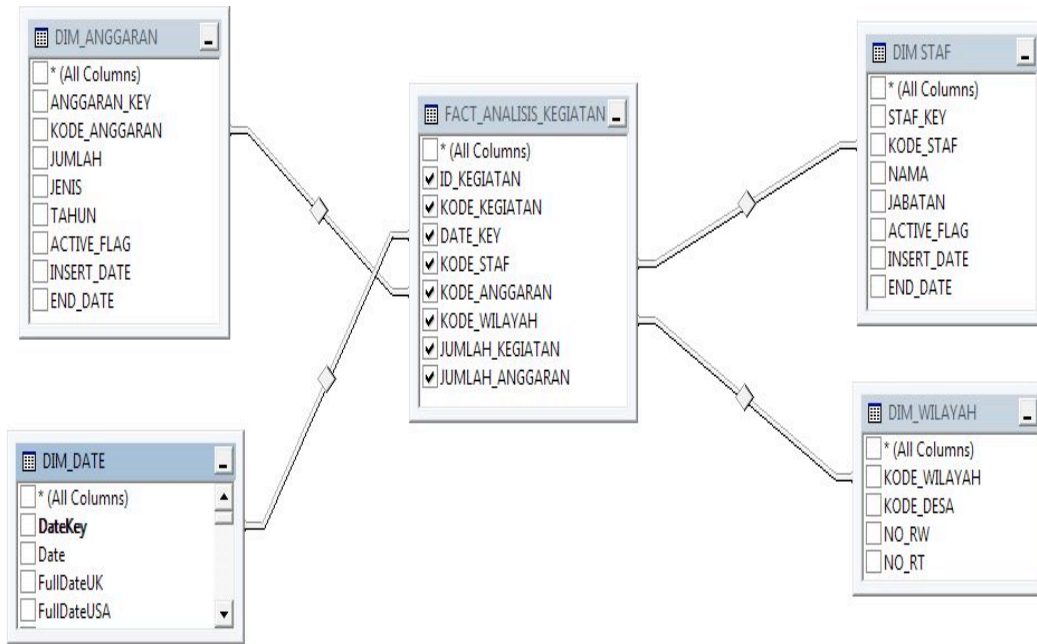 DIM_ANGGARAN
* (All Columns)
ANGGARAN_KEY
KODE_ANGGARAN
JUMLAH
JENIS
TAHUN
ACTIVE_FLAG
INSERT_DATE
END_DATE
FACT_ANALISIS_KEGIATAN
* (All Columns)
ID_KEGIATAN
KODE_KEGIATAN
DATE_KEY
KODE_STAF
KODE_ANGGARAN
KODE_WILAYAH
JUMLAH_KEGIATAN
JUMLAH_ANGGARAN
DIM STAF
* (All Columns)
STAF_KEY
KODE_STAF
NAMA
JABATAN
ACTIVE_FLAG
INSERT_DATE
END_DATE
DIM_DATE
* (All Columns)
DateKey
Date
FullDateUK
FullDateUSA
DIM_WILAYAH
* (All Columns)
KODE_WILAYAH
KODE_DESA
NO_RW
NO_RT